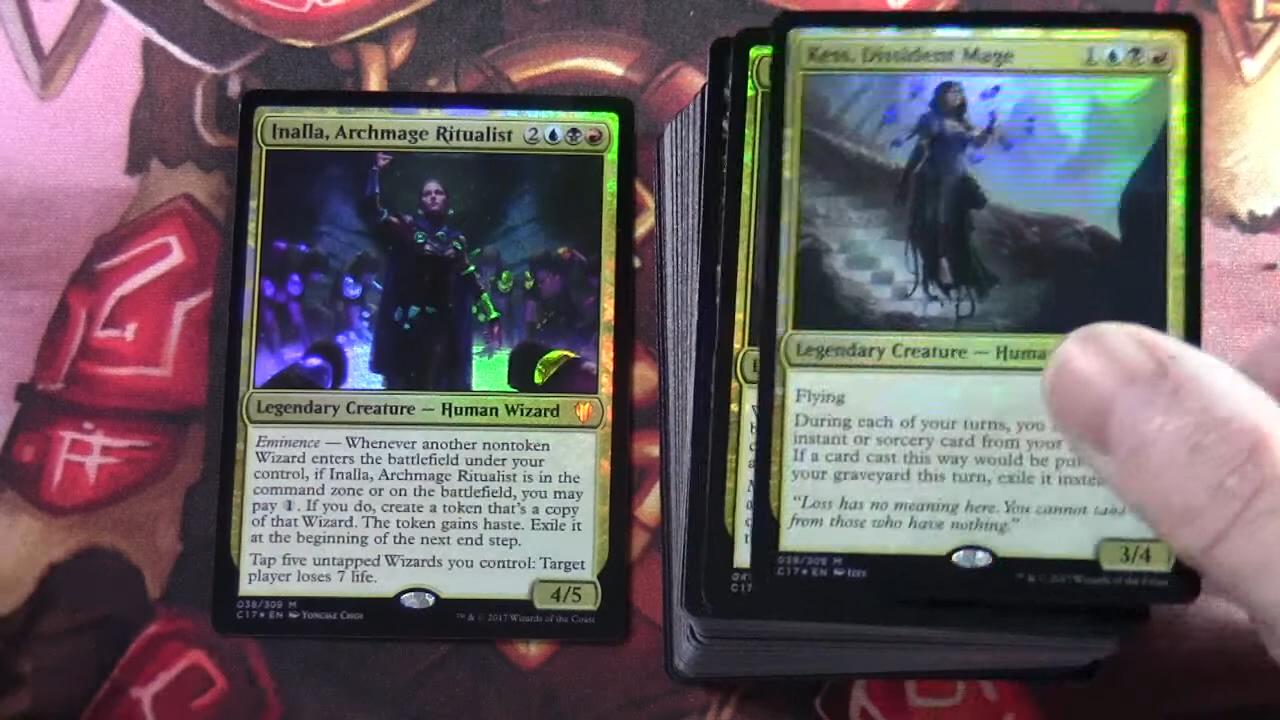 Inalla, Archmage Ritualist 2
Legendary Creature — Human Wizard
Eminence — Whenever another nontoken
Wizard enters the battlefield under your
control, if Inalla, Archmage Ritualist is in the
command zone or on the battlefield, you may
pay 1. If you do, create a token that's a copy
of that Wizard. The token gains haste. Exile it
at the beginning of the next end step.
Tap five untapped Wizards you control: Target
player loses 7 life.
4/5
038/309 M
C17 EN YONGJAE CHOI
™ & © 2017 Wizards of the Coast
Kess, Dissident Mage 1
Legendary Creature — Huma
Flying
During each of your turns, you
instant or sorcery card from your
If a card cast this way would be pu
your graveyard this turn, exile it inste
"Loss has no meaning here. You cannot take
from those who have nothing."
3/4
C17 EN
™ & © 2017 Wizards of the Coast
C17